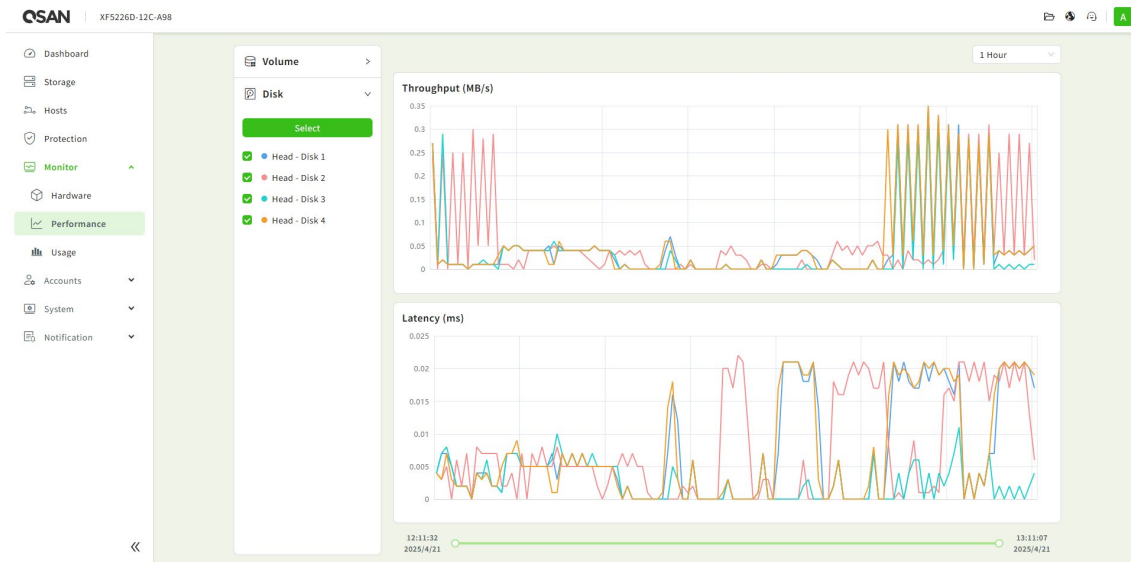 QSAN XF5226D-12C-A98 A
Dashboard
Storage
Hosts
Protection
Monitor
Hardware
Performance
Usage
Accounts
System
Notification
Volume
Disk
Select
Head - Disk 1
Head - Disk 2
Head - Disk 3
Head - Disk 4
1 Hour
Throughput (MB/s)
0.35
0.3
0.25
0.2
0.15
0.1
0.05
0
Latency (ms)
0.025
0.02
0.015
0.01
0.005
0
12:11:32
2025/4/21
13:11:07
2025/4/21